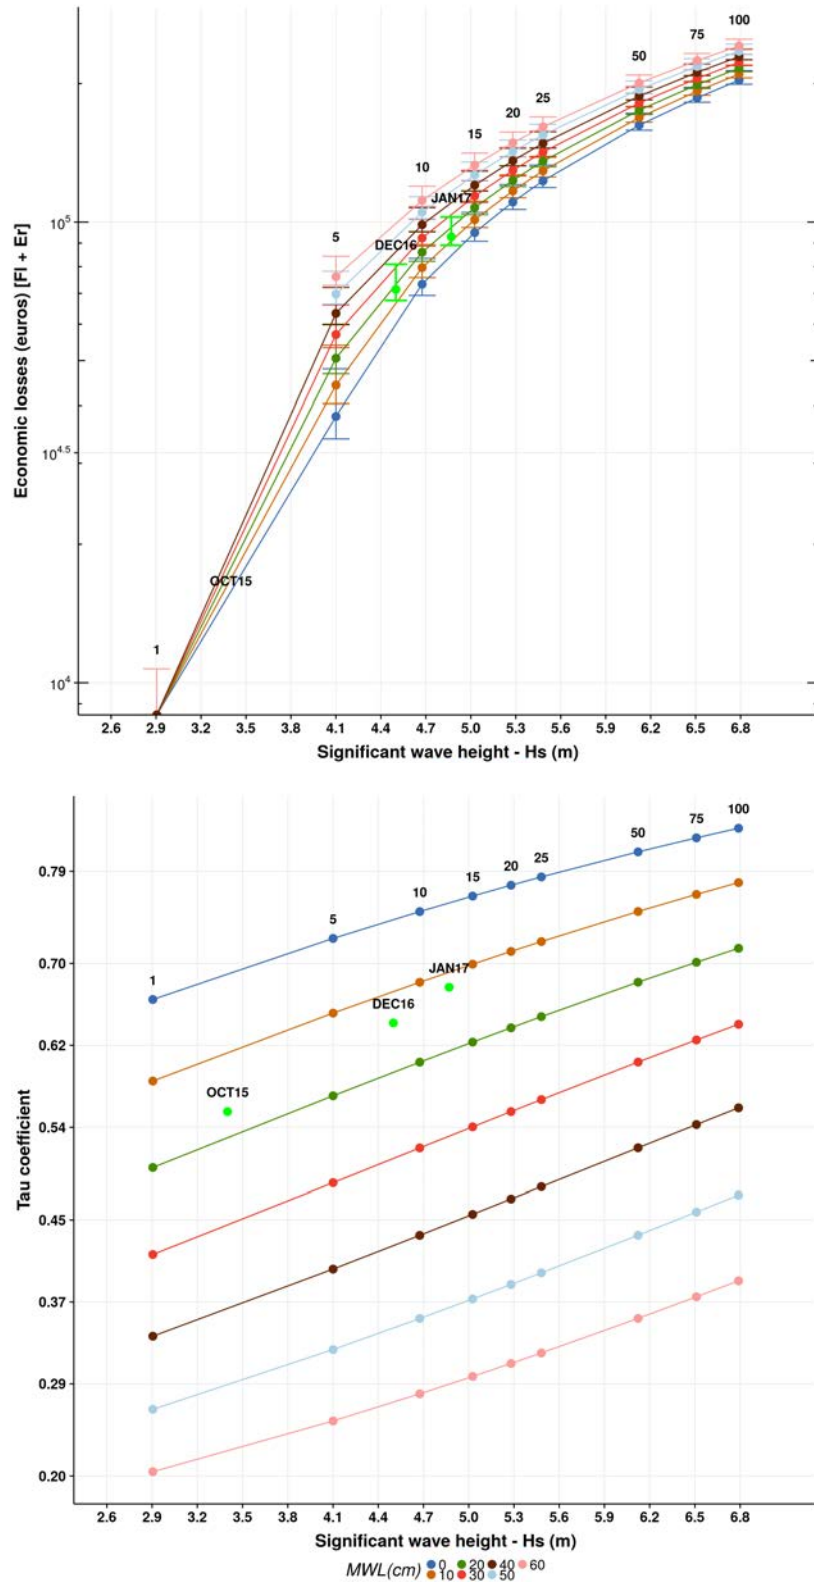 100
75
50
25
20
15
10
JAN17
10^5
5
DEC16
Economic losses (euros) [Fl + Er]
10^4.5
OCT15
1
10^4
2.6 2.9 3.2 3.5 3.8 4.1 4.4 4.7 5.0 5.3 5.6 5.9 6.2 6.5 6.8
Significant wave height - Hs (m)
100
75
50
0.79
25
20
15
10
5
0.70
JAN17
1
DEC16
0.62
OCT15
Tau coefficient
0.54
0.45
0.37
0.29
0.20
2.6 2.9 3.2 3.5 3.8 4.1 4.4 4.7 5.0 5.3 5.6 5.9 6.2 6.5 6.8
Significant wave height - Hs (m)
MWL(cm) 0 20 40 60
10 30 50